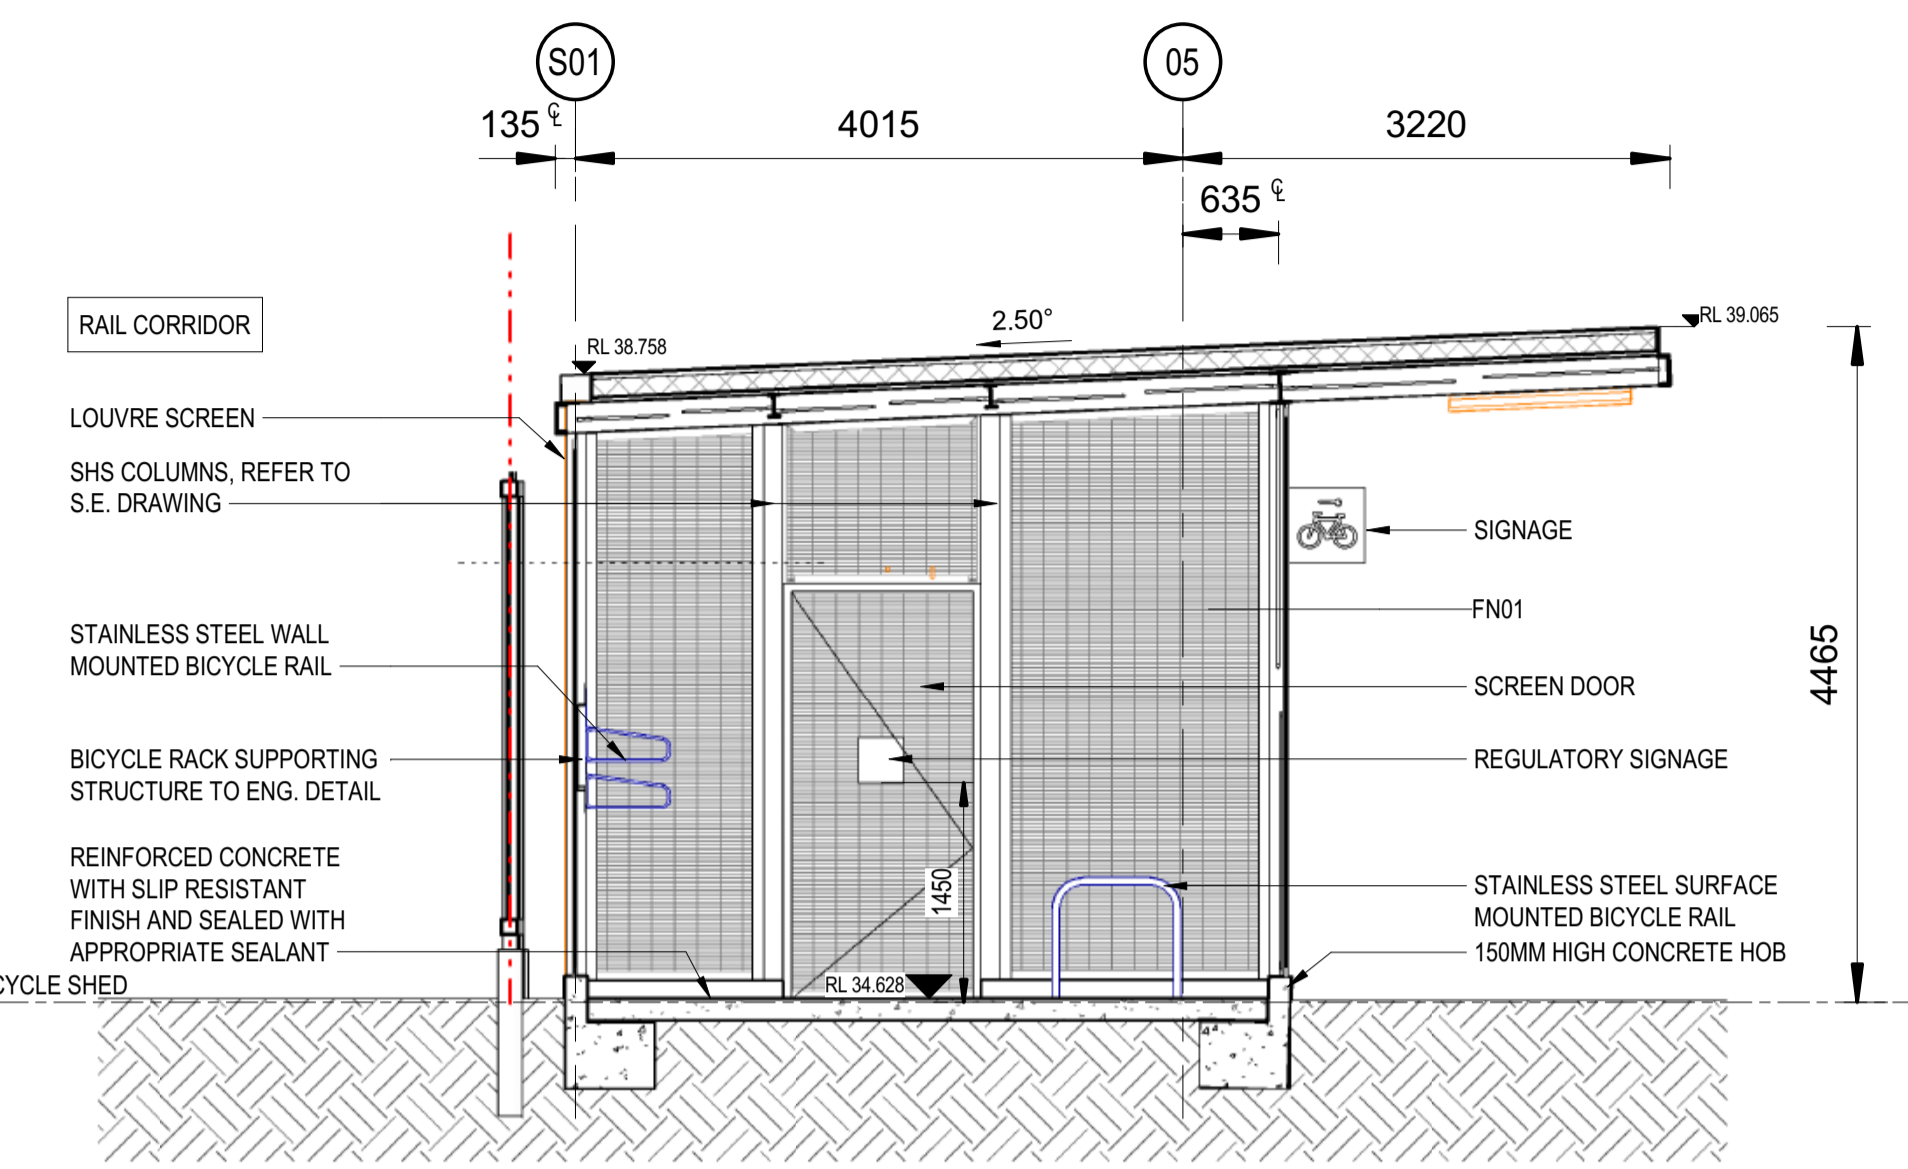 S01
05
135 ℄
4015
3220
635 ℄
2.50°
RL 39.065
RAIL CORRIDOR
RL 38.758
LOUVRE SCREEN
SHS COLUMNS, REFER TO
S.E. DRAWING
SIGNAGE
FN01
STAINLESS STEEL WALL
MOUNTED BICYCLE RAIL
4465
SCREEN DOOR
BICYCLE RACK SUPPORTING
STRUCTURE TO ENG. DETAIL
REGULATORY SIGNAGE
REINFORCED CONCRETE
WITH SLIP RESISTANT
FINISH AND SEALED WITH
APPROPRIATE SEALANT
1450
STAINLESS STEEL SURFACE
MOUNTED BICYCLE RAIL
150MM HIGH CONCRETE HOB
CYCLE SHED
RL 34.628